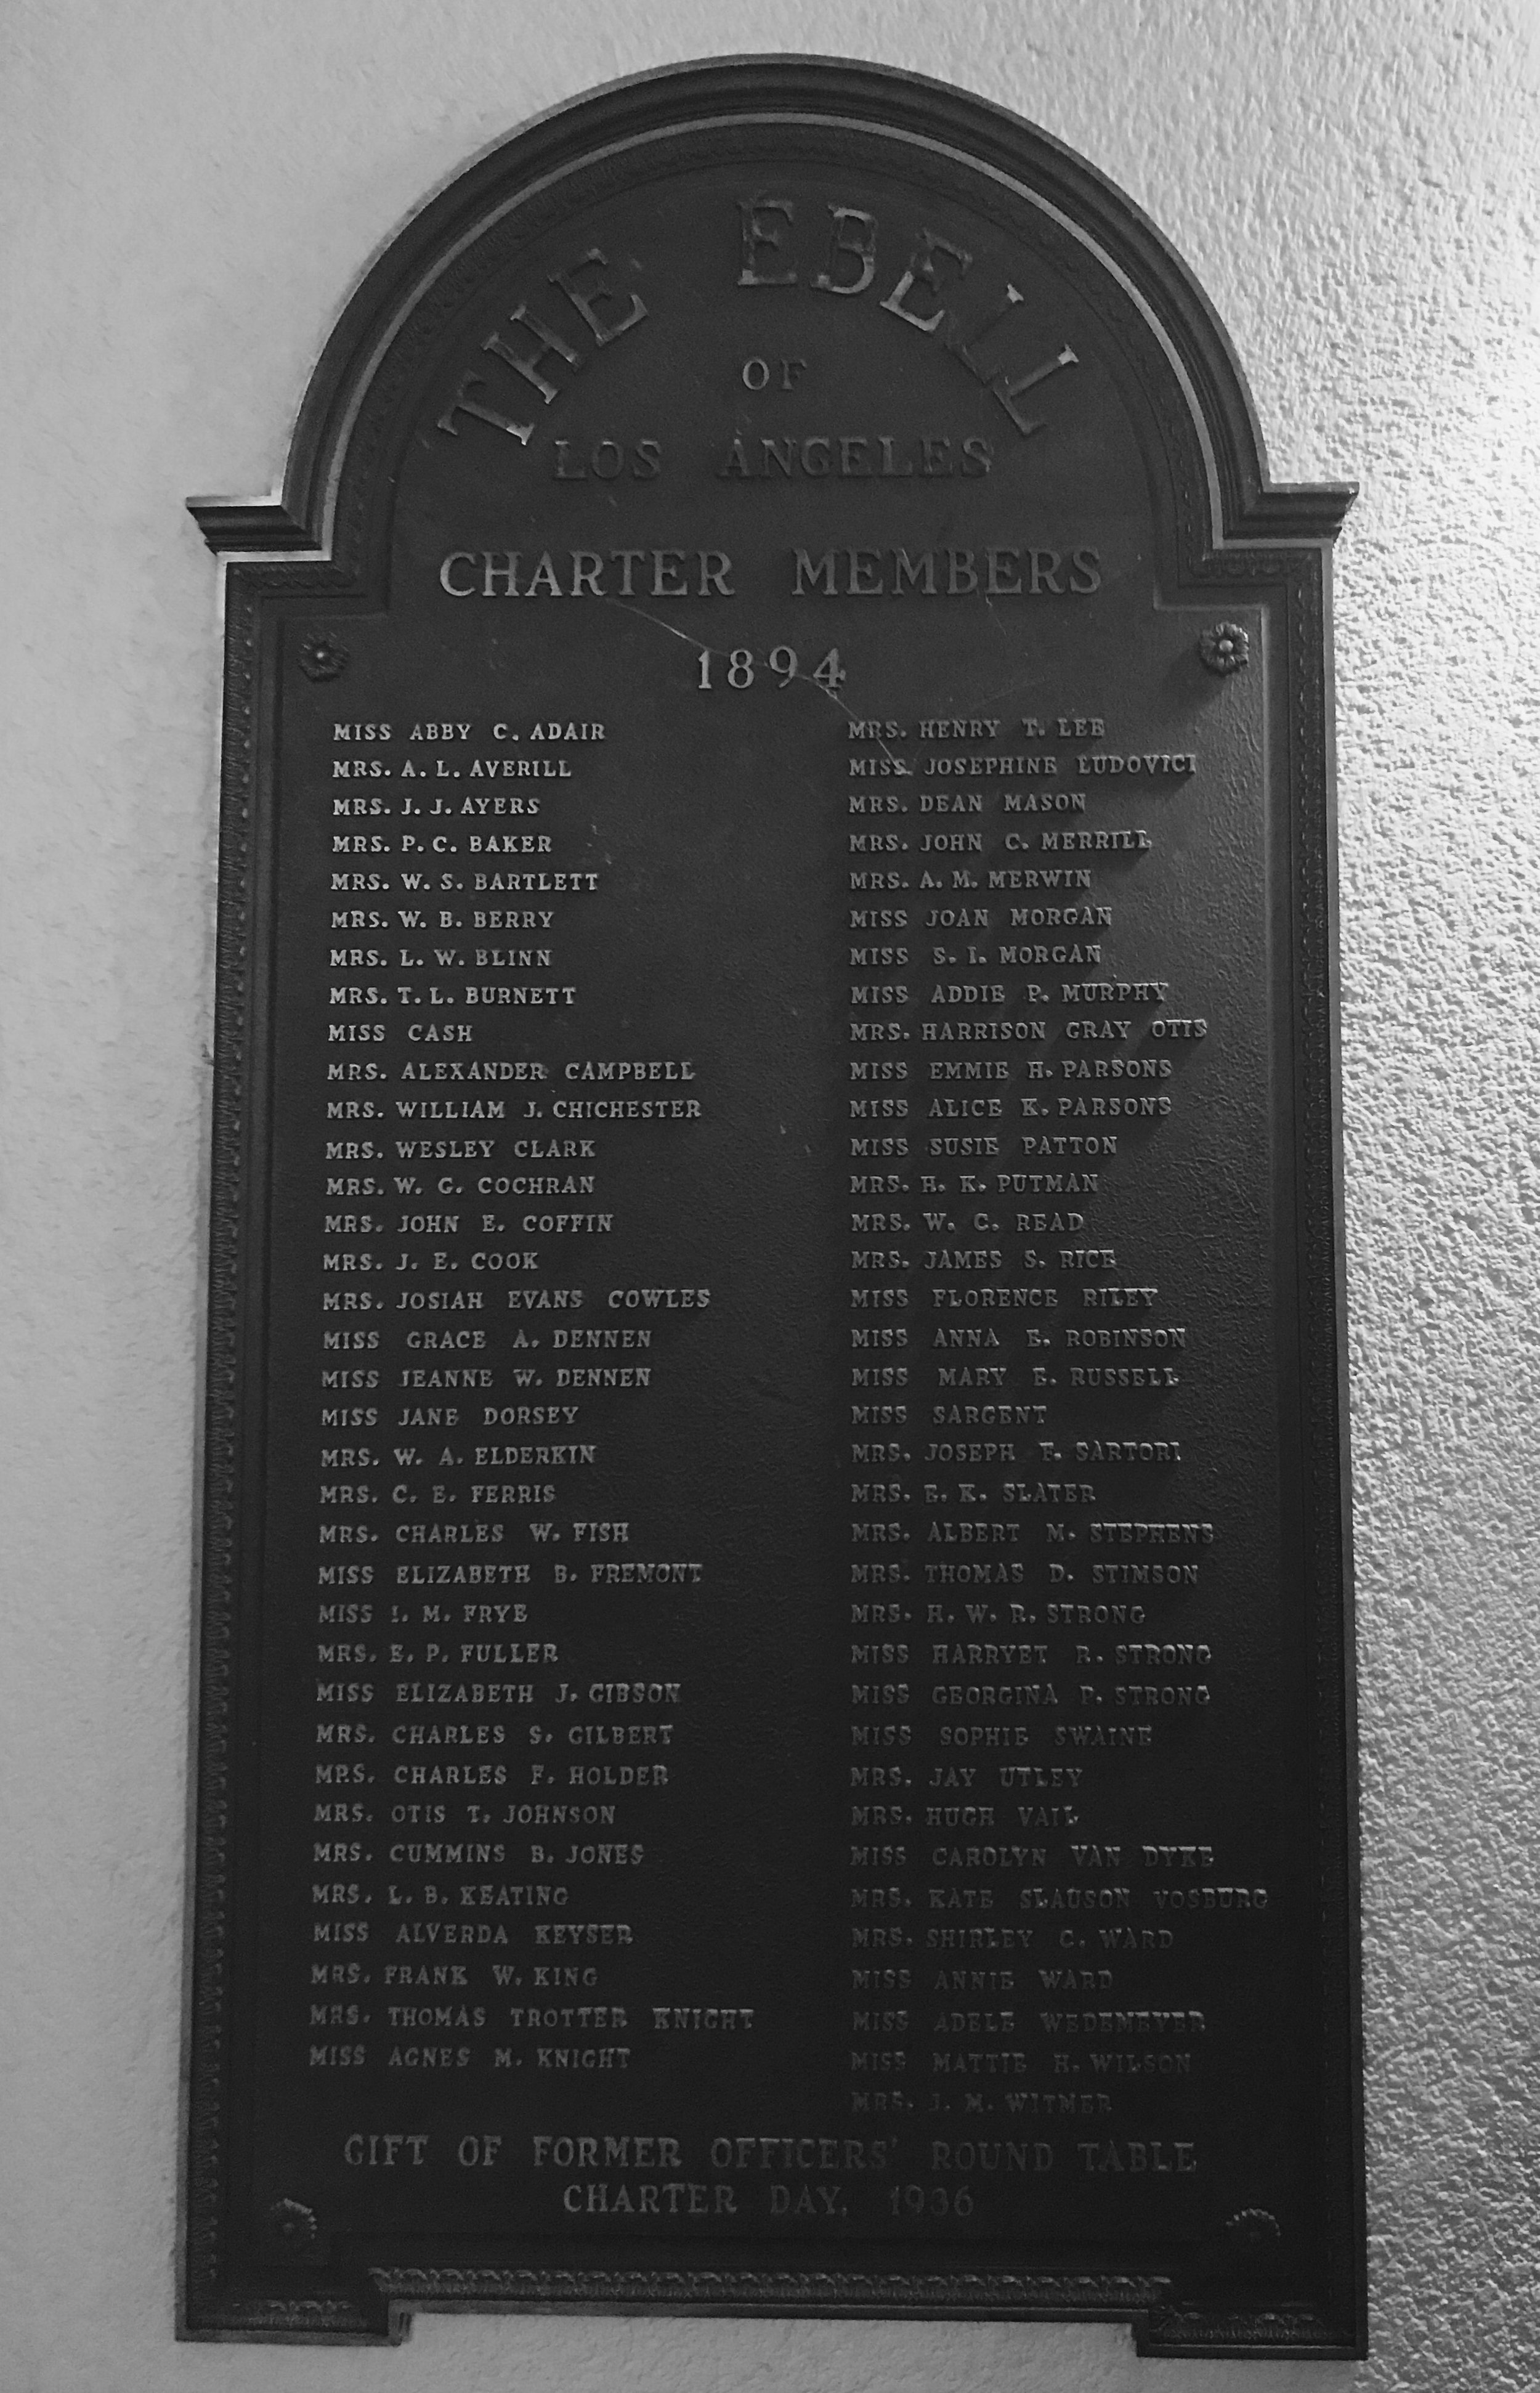 THE EBELL
OF
LOS ANGELES
CHARTER MEMBERS
1894
MISS ABBY C. ADAIR
MRS. A. L. AVERILL
MRS. J. J. AYERS
MRS. P. C. BAKER
MRS. W. S. BARTLETT
MRS. W. B. BERRY
MRS. L. W. BLINN
MRS. T. L. BURNETT
MISS CASH
MRS. ALEXANDER CAMPBELL
MRS. WILLIAM J. CHICHESTER
MRS. WESLEY CLARK
MRS. W. G. COCHRAN
MRS. JOHN E. COFFIN
MRS. J. E. COOK
MRS. JOSIAH EVANS COWLES
MISS GRACE A. DENNEN
MISS JEANNE W. DENNEN
MISS JANE DORSEY
MRS. W. A. ELDERKIN
MRS. C. E. FERRIS
MRS. CHARLES W. FISH
MISS ELIZABETH B. FREMONT
MISS I. M. FRYE
MRS. E. P. FULLER
MISS ELIZABETH J. GIBSON
MRS. CHARLES S. GILBERT
MRS. CHARLES F. HOLDER
MRS. OTIS T. JOHNSON
MRS. CUMMINS B. JONES
MRS. L. B. KEATING
MISS ALVERDA KEYSER
MRS. FRANK W. KING
MRS. THOMAS TROTTER KNIGHT
MISS AGNES M. KNIGHT
MRS. HENRY T. LEE
MISS JOSEPHINE LUDOVICI
MRS. DEAN MASON
MRS. JOHN C. MERRILL
MRS. A. M. MERWIN
MISS JOAN MORGAN
MISS S. I. MORGAN
MISS ADDIE P. MURPHY
MRS. HARRISON GRAY OTIS
MISS EMMIE H. PARSONS
MISS ALICE K. PARSONS
MISS SUSIE PATTON
MRS. H. K. PUTMAN
MRS. W. C. READ
MRS. JAMES S. RICE
MISS FLORENCE RILEY
MISS ANNA E. ROBINSON
MISS MARY E. RUSSELL
MISS SARGENT
MRS. JOSEPH F. SARTORI
MRS. E. K. SLATER
MRS. ALBERT M. STEPHENS
MRS. THOMAS D. STIMSON
MRS. H. W. R. STRONG
MISS HARRYET R. STRONG
MISS GEORGINA P. STRONG
MISS SOPHIE SWAINE
MRS. JAY UTLEY
MRS. HUGH VAIL
MISS CAROLYN VAN DYKE
MRS. KATE SLAUSON VOSBURG
MRS. SHIRLEY C. WARD
MISS ANNIE WARD
MISS ADELE WEDEMEYER
MISS MATTIE H. WILSON
MRS. J. M. WITMER
GIFT OF FORMER OFFICERS' ROUND TABLE
CHARTER DAY, 1936